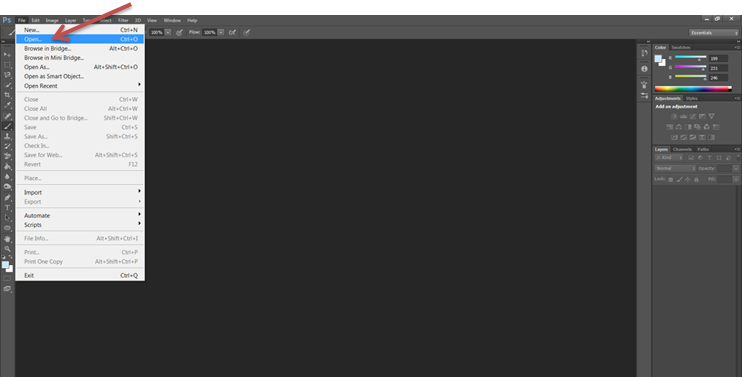 Ps File Edit Image Layer Filter 3D View Window Help
100% Flow: 100%
Essentials
New... Ctrl+N
Open... Ctrl+O
Browse in Bridge... Alt+Ctrl+O
Browse in Mini Bridge...
Open As... Alt+Shift+Ctrl+O
Open as Smart Object...
Open Recent
Close Ctrl+W
Close All Alt+Ctrl+W
Close and Go to Bridge... Shift+Ctrl+W
Save Ctrl+S
Save As... Shift+Ctrl+S
Check In...
Save for Web... Alt+Shift+Ctrl+S
Revert F12
Place...
Import
Export
Automate
Scripts
File Info... Alt+Shift+Ctrl+I
Print... Ctrl+P
Print One Copy Alt+Shift+Ctrl+P
Exit Ctrl+Q
Color Swatches
R 199
G 231
B 246
Adjustments Styles
Add an adjustment
Layers Channels Paths
Kind
Normal Opacity:
Lock: Fill: